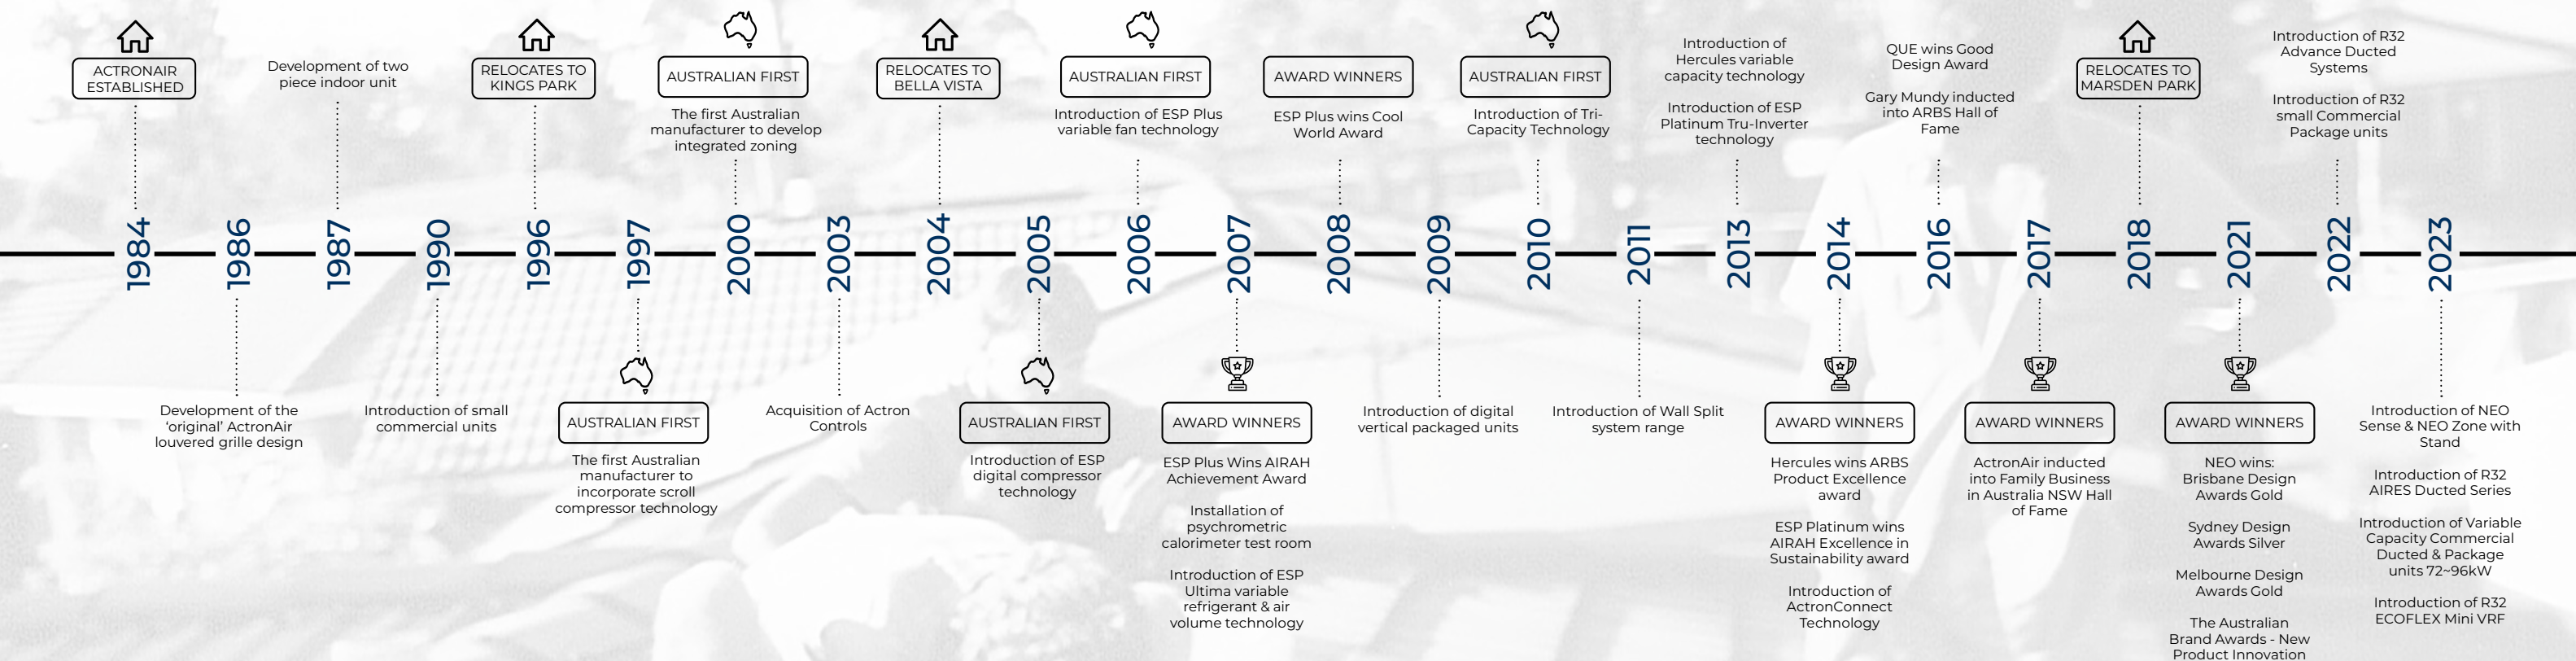 ACTRONAIR
ESTABLISHED
1984
1986
Development of the
‘original’ ActronAir
louvered grille design
Development of two
piece indoor unit
1987
1990
Introduction of small
commercial units
RELOCATES TO
KINGS PARK
1996
1997
AUSTRALIAN FIRST
The first Australian
manufacturer to
incorporate scroll
compressor technology
AUSTRALIAN FIRST
The first Australian
manufacturer to develop
integrated zoning
2000
2003
Acquisition of Actron
Controls
RELOCATES TO
BELLA VISTA
2004
2005
AUSTRALIAN FIRST
Introduction of ESP
digital compressor
technology
AUSTRALIAN FIRST
Introduction of ESP Plus
variable fan technology
2006
2007
AWARD WINNERS
ESP Plus Wins AIRAH
Achievement Award
Installation of
psychrometric
calorimeter test room
Introduction of ESP
Ultima variable
refrigerant & air
volume technology
AWARD WINNERS
ESP Plus wins Cool
World Award
2008
2009
Introduction of digital
vertical packaged units
AUSTRALIAN FIRST
Introduction of Tri-
Capacity Technology
2010
2011
Introduction of Wall Split
system range
Introduction of
Hercules variable
capacity technology
Introduction of ESP
Platinum Tru-Inverter
technology
2013
2014
AWARD WINNERS
Hercules wins ARBS
Product Excellence
award
ESP Platinum wins
AIRAH Excellence in
Sustainability award
Introduction of
ActronConnect
Technology
QUE wins Good
Design Award
Gary Mundy inducted
into ARBS Hall of
Fame
2016
2017
AWARD WINNERS
ActronAir inducted
into Family Business
in Australia NSW Hall
of Fame
RELOCATES TO
MARSDEN PARK
2018
2021
AWARD WINNERS
NEO wins:
Brisbane Design
Awards Gold
Sydney Design
Awards Silver
Melbourne Design
Awards Gold
The Australian
Brand Awards - New
Product Innovation
Introduction of R32
Advance Ducted
Systems
Introduction of R32
small Commercial
Package units
2022
2023
Introduction of NEO
Sense & NEO Zone with
Stand
Introduction of R32
AIRES Ducted Series
Introduction of Variable
Capacity Commercial
Ducted & Package
units 72~96kW
Introduction of R32
ECOFLEX Mini VRF